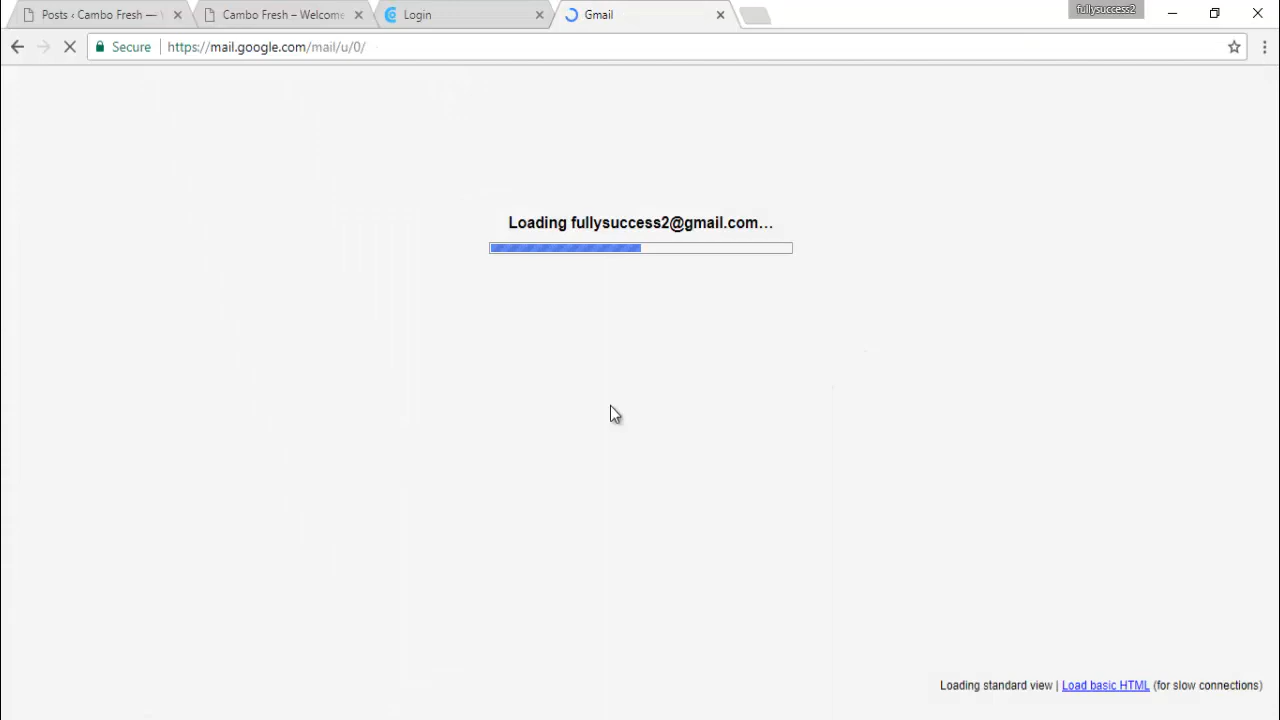 Posts ‹ Cambo Fresh —
Cambo Fresh – Welcome
Login
Gmail
fullysuccess2
Secure
https://mail.google.com/mail/u/0/
Loading fullysuccess2@gmail.com...
Loading standard view | Load basic HTML (for slow connections)